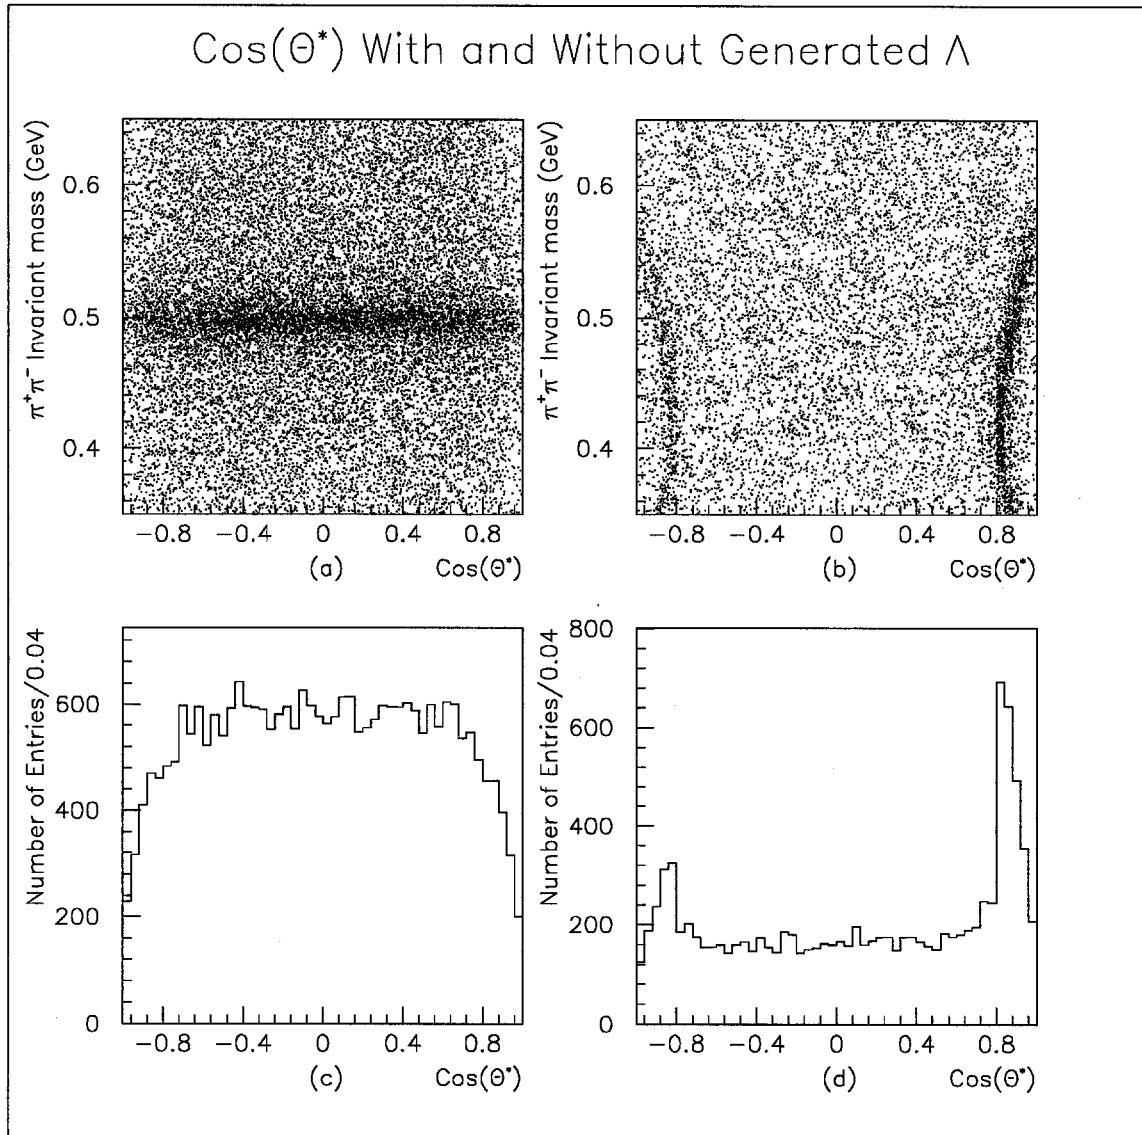 Cos(Θ*) With and Without Generated Λ
π⁺π⁻ Invariant mass (GeV)
0.6
0.5
0.4
−0.8 −0.4 0 0.4 0.8
(a) Cos(Θ*)
π⁺π⁻ Invariant mass (GeV)
0.6
0.5
0.4
−0.8 −0.4 0 0.4 0.8
(b) Cos(Θ*)
Number of Entries/0.04
600
400
200
0
−0.8 −0.4 0 0.4 0.8
(c) Cos(Θ*)
Number of Entries/0.04
800
600
400
200
0
−0.8 −0.4 0 0.4 0.8
(d) Cos(Θ*)